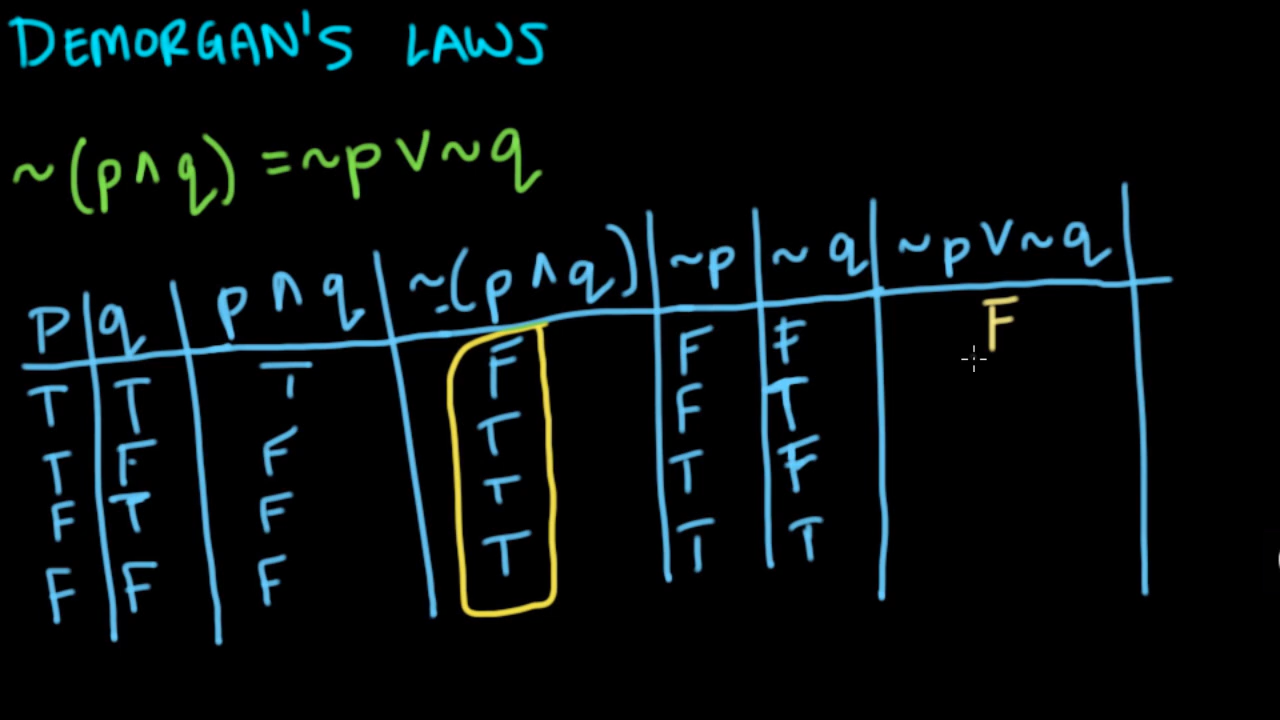 DEMORGAN'S LAWS
~(p∧q) = ~p∨~q
P q p∧q ~(p∧q) ~p ~q ~p∨~q
T T T F F F F
T F F T F T
F T F T T F
F F F T T T